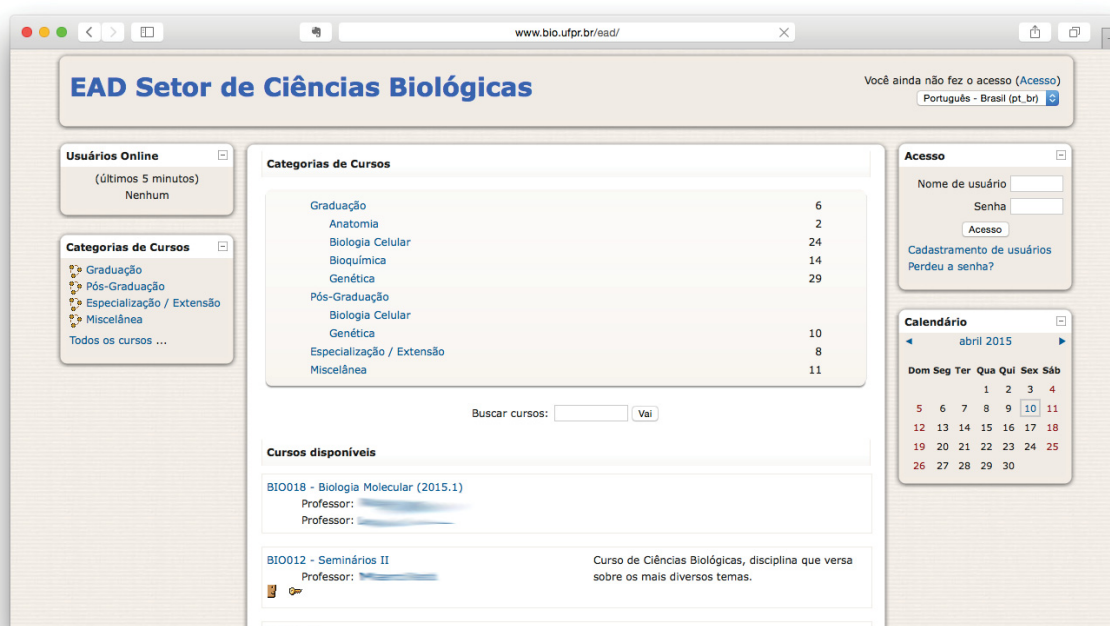 www.bio.ufpr.br/ead/
EAD Setor de Ciências Biológicas
Você ainda não fez o acesso (Acesso)
Português - Brasil (pt_br)
Usuários Online
(últimos 5 minutos)
Nenhum
Categorias de Cursos
Graduação
Pós-Graduação
Especialização / Extensão
Miscelânea
Todos os cursos ...
Categorias de Cursos
Graduação 6
Anatomia 2
Biologia Celular 24
Bioquímica 14
Genética 29
Pós-Graduação
Biologia Celular
Genética 10
Especialização / Extensão 8
Miscelânea 11
Buscar cursos: Vai
Cursos disponíveis
BIO018 - Biologia Molecular (2015.1)
Professor:
Professor:
BIO012 - Seminários II
Professor:
Curso de Ciências Biológicas, disciplina que versa
sobre os mais diversos temas.
Acesso
Nome de usuário
Senha
Acesso
Cadastramento de usuários
Perdeu a senha?
Calendário
◄ abril 2015 ►
Dom Seg Ter Qua Qui Sex Sáb
1 2 3 4
5 6 7 8 9 10 11
12 13 14 15 16 17 18
19 20 21 22 23 24 25
26 27 28 29 30